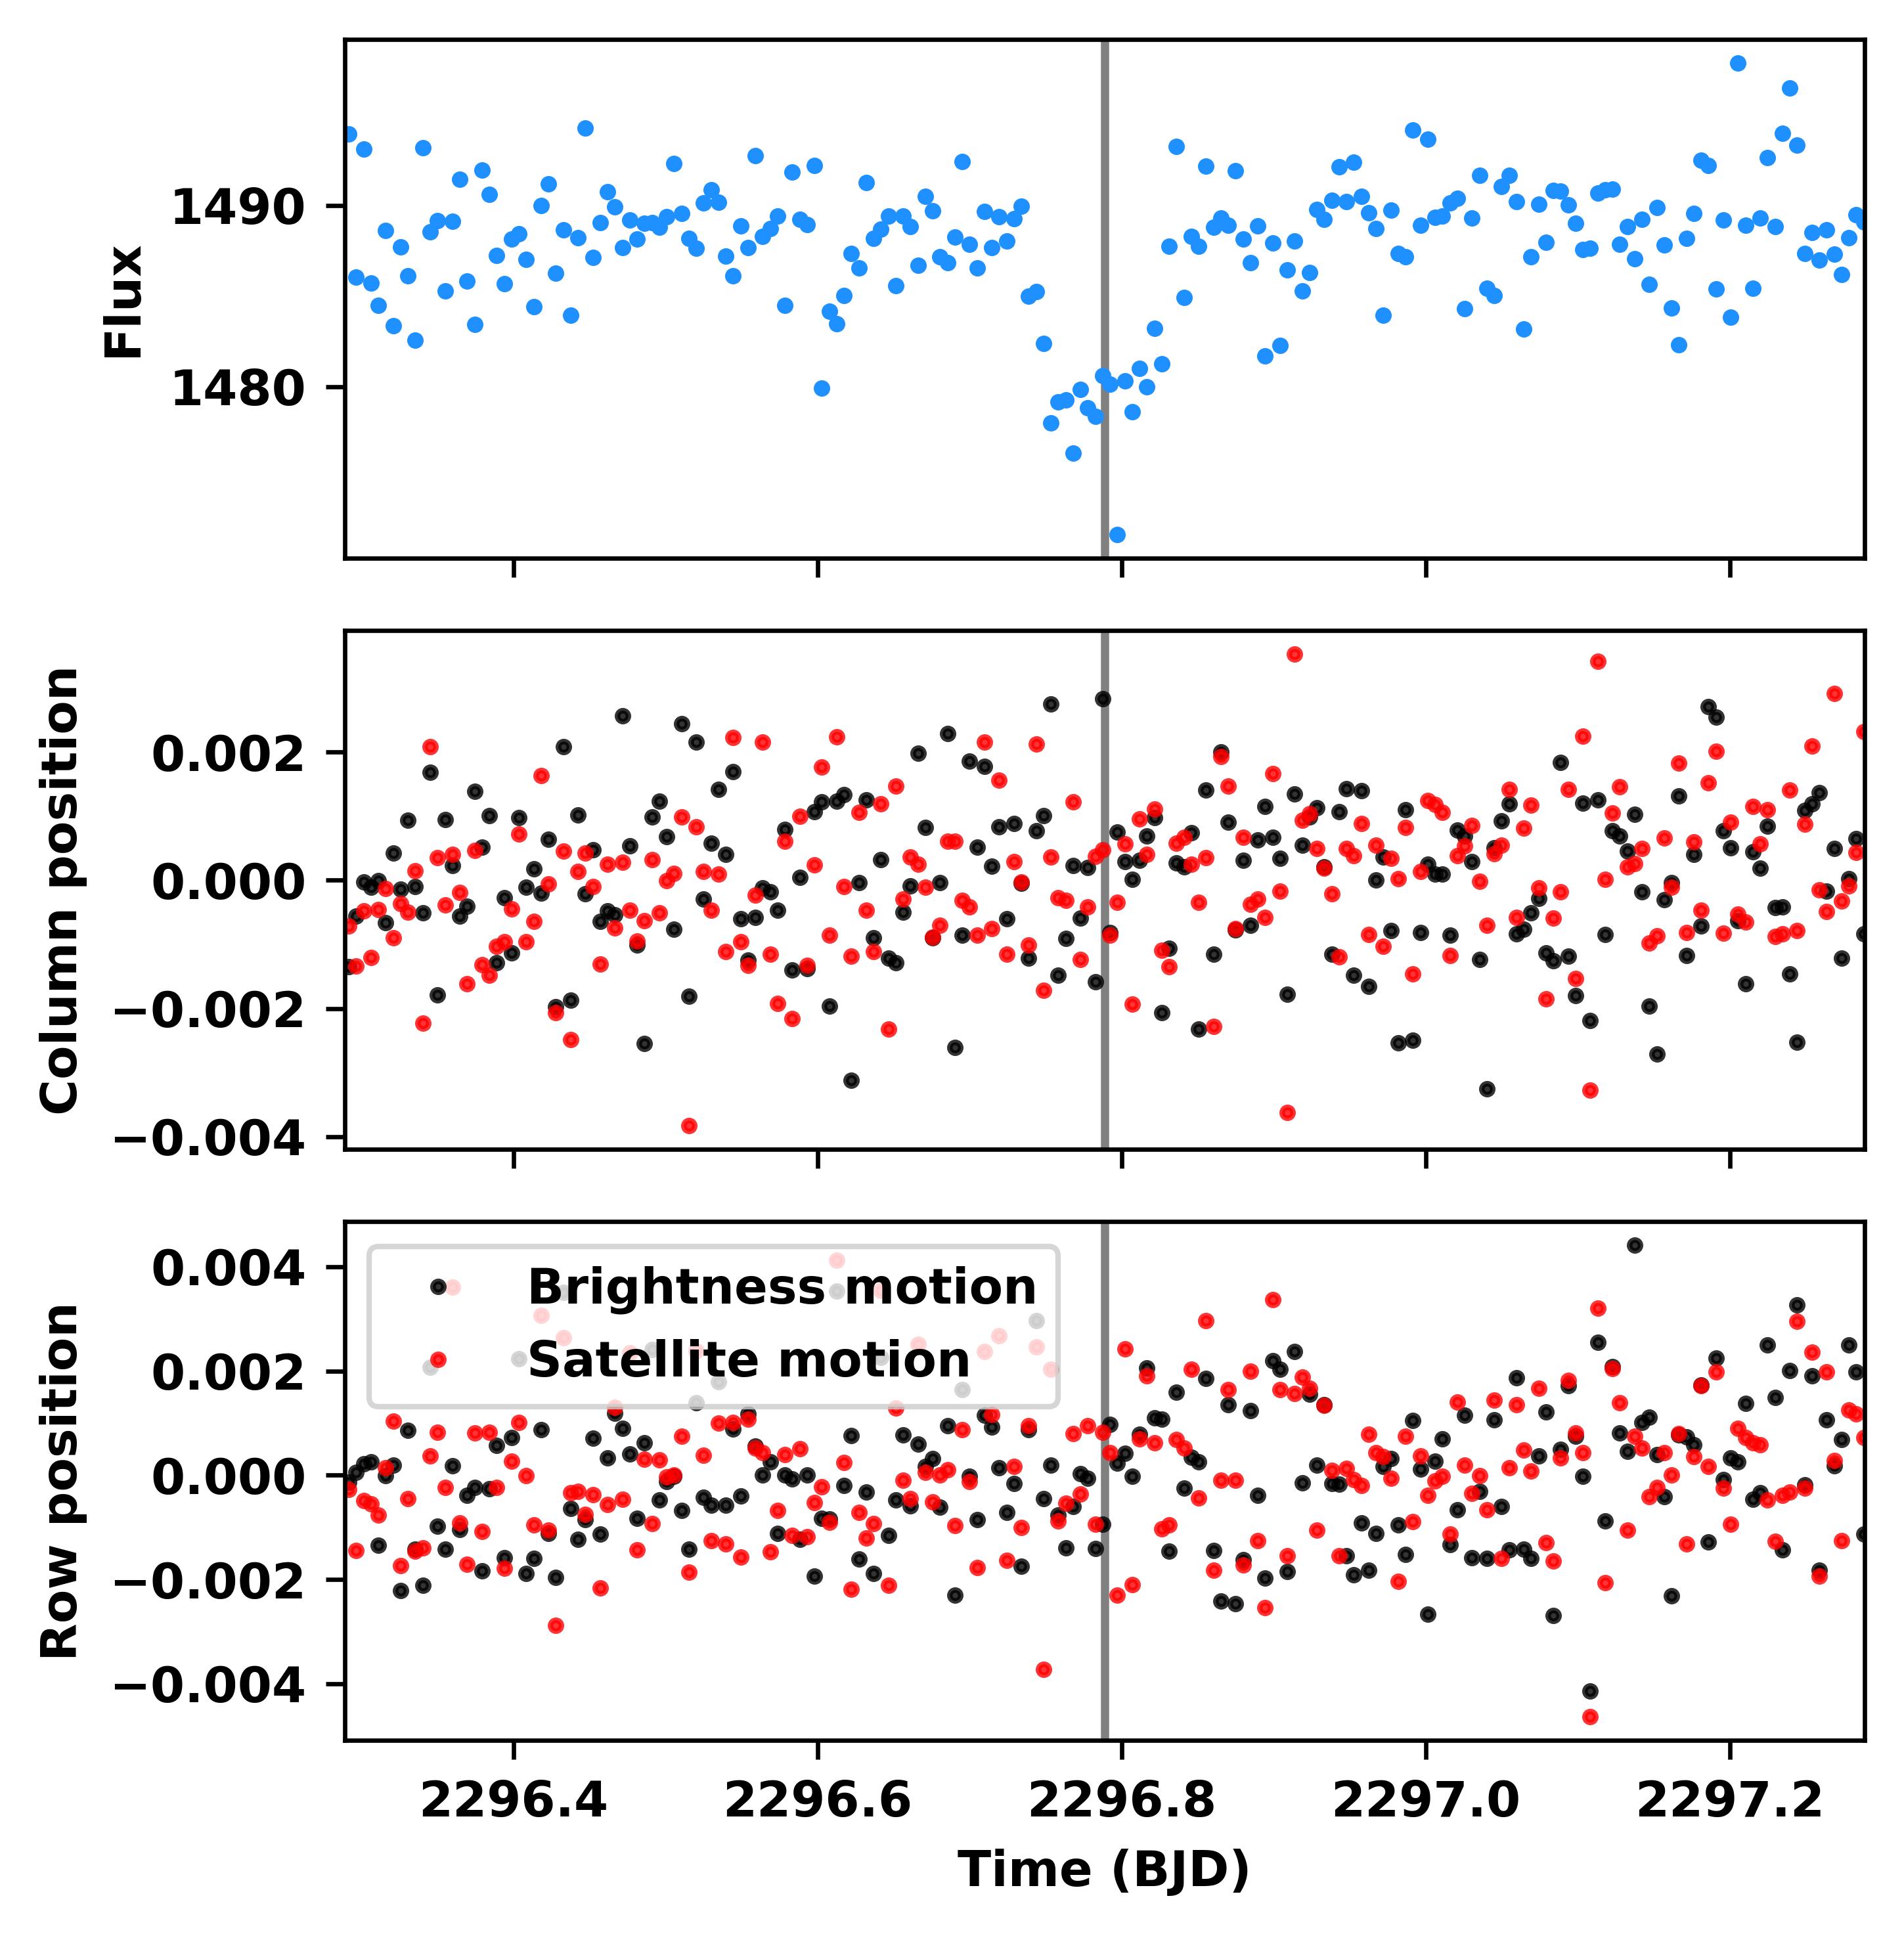 Flux
1490
1480
Column position
0.002
0.000
−0.002
−0.004
Row position
0.004
0.002
0.000
−0.002
−0.004
Brightness motion
Satellite motion
2296.4 2296.6 2296.8 2297.0 2297.2
Time (BJD)